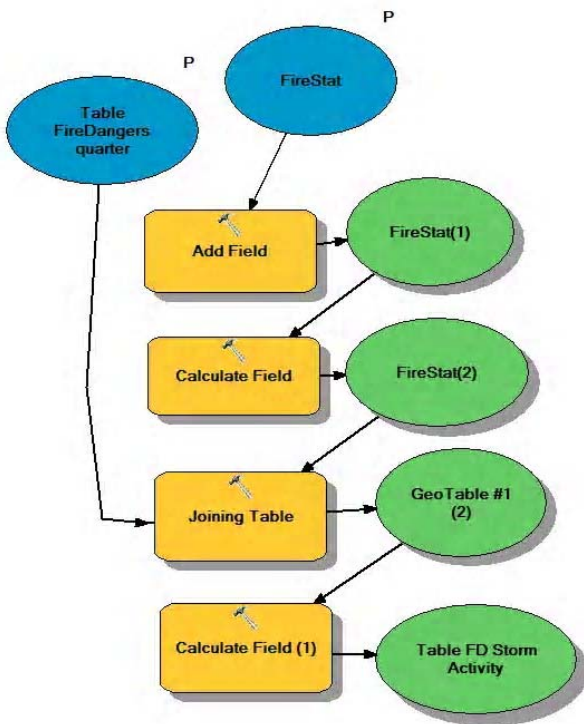 P
FireStat
P
Table
FireDangers
quarter
Add Field
FireStat(1)
Calculate Field
FireStat(2)
Joining Table
GeoTable #1
(2)
Calculate Field (1)
Table FD Storm
Activity